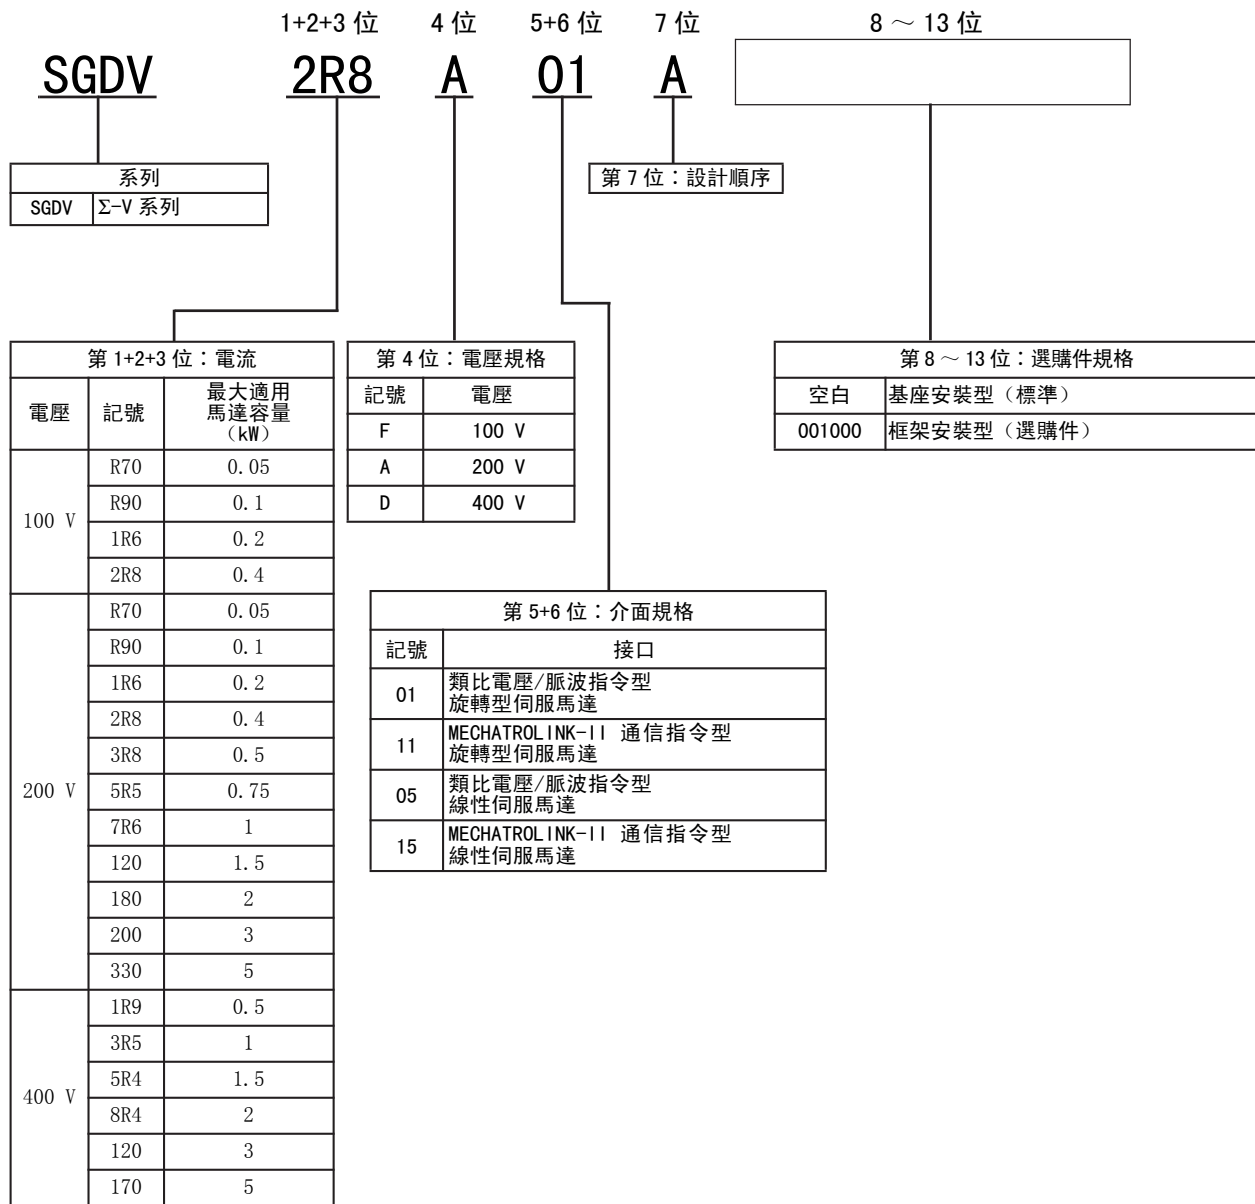 1+2+3 位 4 位 5+6 位 7 位 8 ～ 13 位
SGDV 2R8 A 01 A
系列
SGDV Σ-V 系列
第 7 位：設計順序
第 1+2+3 位：電流
電壓 記號 最大適用
馬達容量
（kW）
100 V
R70 0.05
R90 0.1
1R6 0.2
2R8 0.4
200 V
R70 0.05
R90 0.1
1R6 0.2
2R8 0.4
3R8 0.5
5R5 0.75
7R6 1
120 1.5
180 2
200 3
330 5
400 V
1R9 0.5
3R5 1
5R4 1.5
8R4 2
120 3
170 5
第 4 位：電壓規格
記號 電壓
F 100 V
A 200 V
D 400 V
第 5+6 位：介面規格
記號 接口
01 類比電壓/脈波指令型
旋轉型伺服馬達
11 MECHATROLINK-II 通信指令型
旋轉型伺服馬達
05 類比電壓/脈波指令型
線性伺服馬達
15 MECHATROLINK-II 通信指令型
線性伺服馬達
第 8 ～ 13 位：選購件規格
空白 基座安裝型（標準）
001000 框架安裝型（選購件）